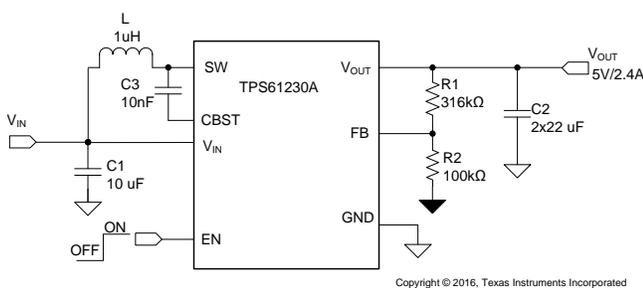 L
1uH
C3
10nF
SW
TPS61230A
CBST
VIN
VIN
C1
10 uF
OFF
ON
EN
VOUT
FB
GND
R1
316kΩ
R2
100kΩ
C2
2x22 uF
VOUT
5V/2.4A
Copyright © 2016, Texas Instruments Incorporated